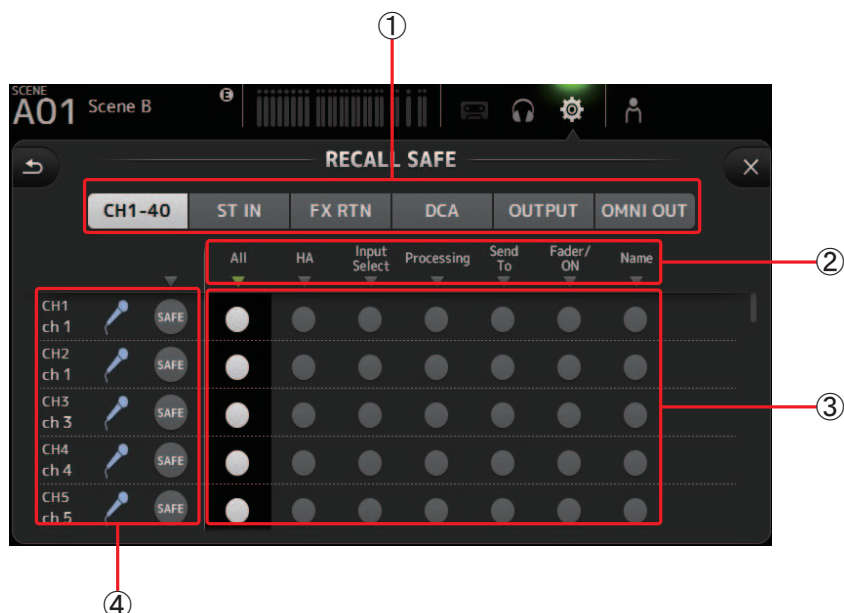 ①
SCENE
A01 Scene B E
RECALL SAFE
CH1-40 ST IN FX RTN DCA OUTPUT OMNI OUT
②
All HA Input Select Processing Send To Fader/ON Name
CH1
ch 1 SAFE
CH2
ch 1 SAFE
③
CH3
ch 3 SAFE
CH4
ch 4 SAFE
CH5
ch 5 SAFE
④